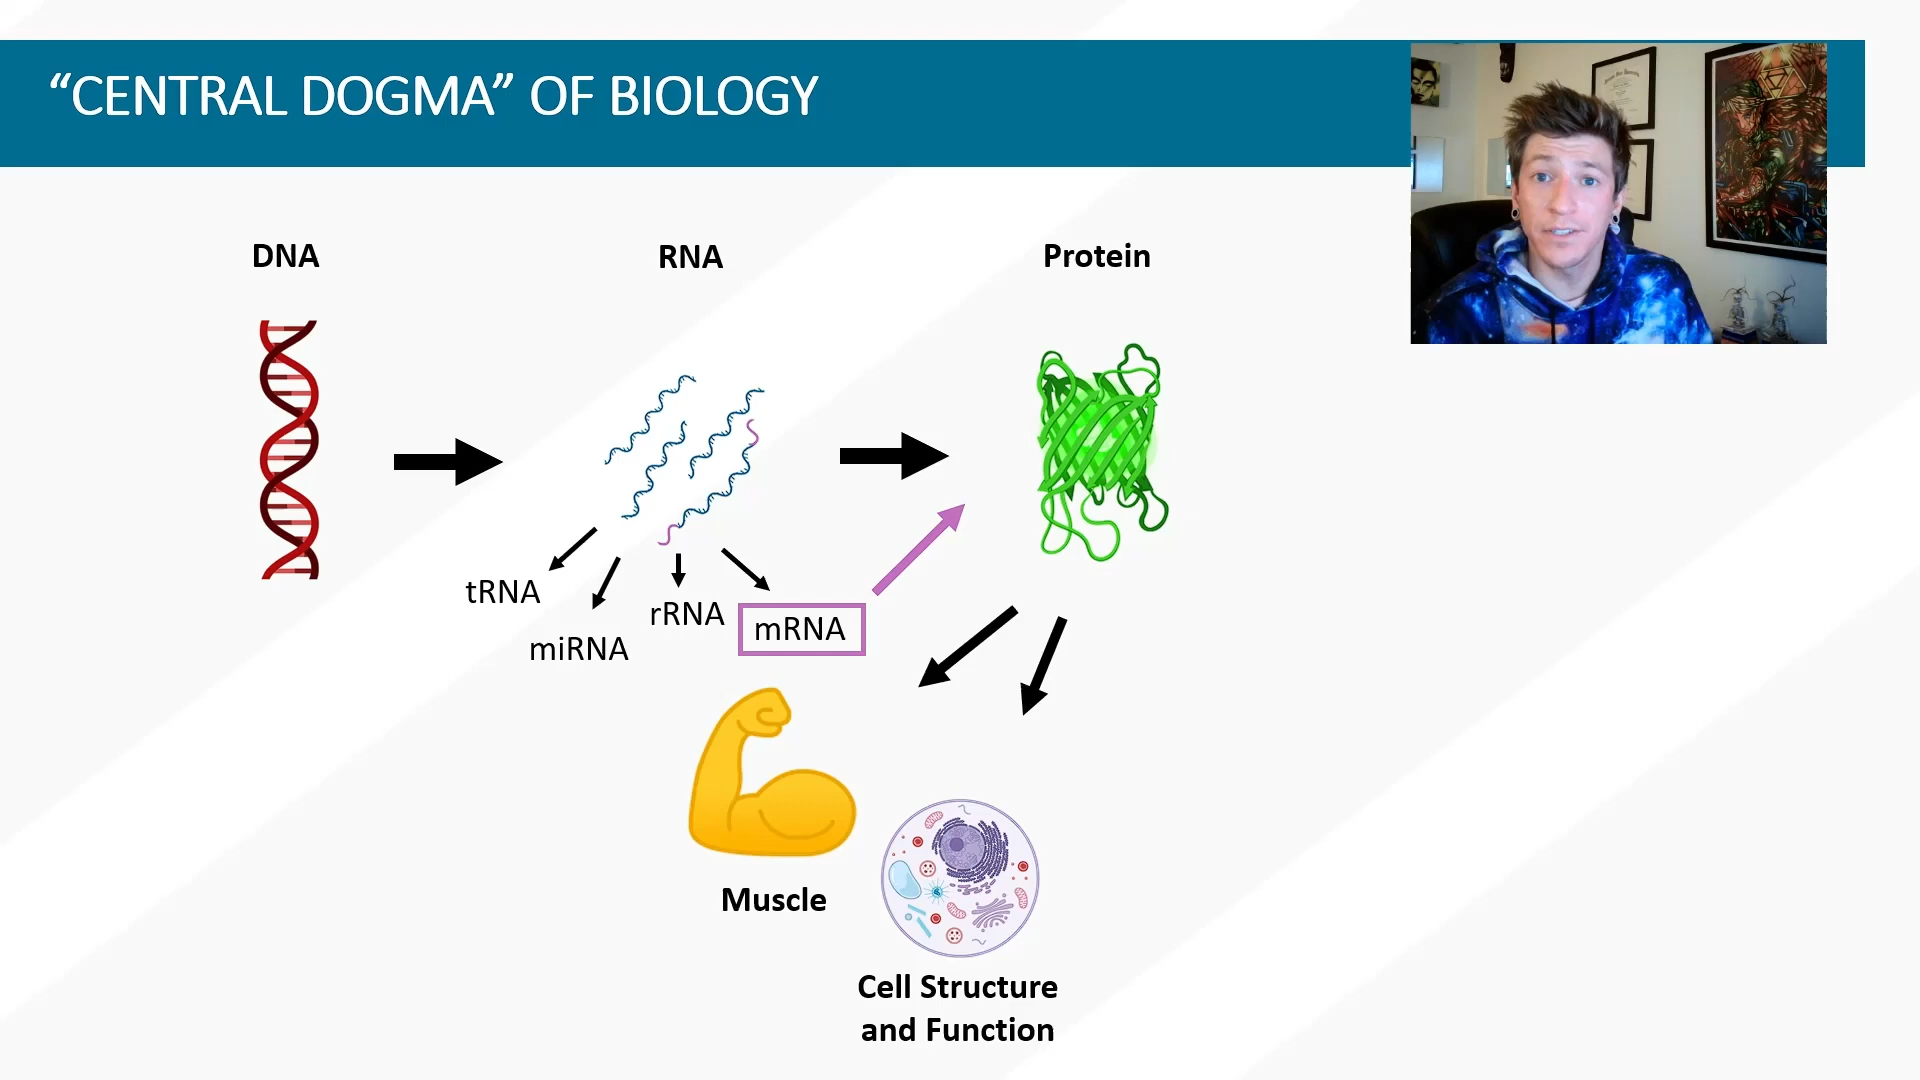 “CENTRAL DOGMA” OF BIOLOGY
DNA
RNA
Protein
tRNA
miRNA
rRNA
mRNA
Muscle
Cell Structure
and Function